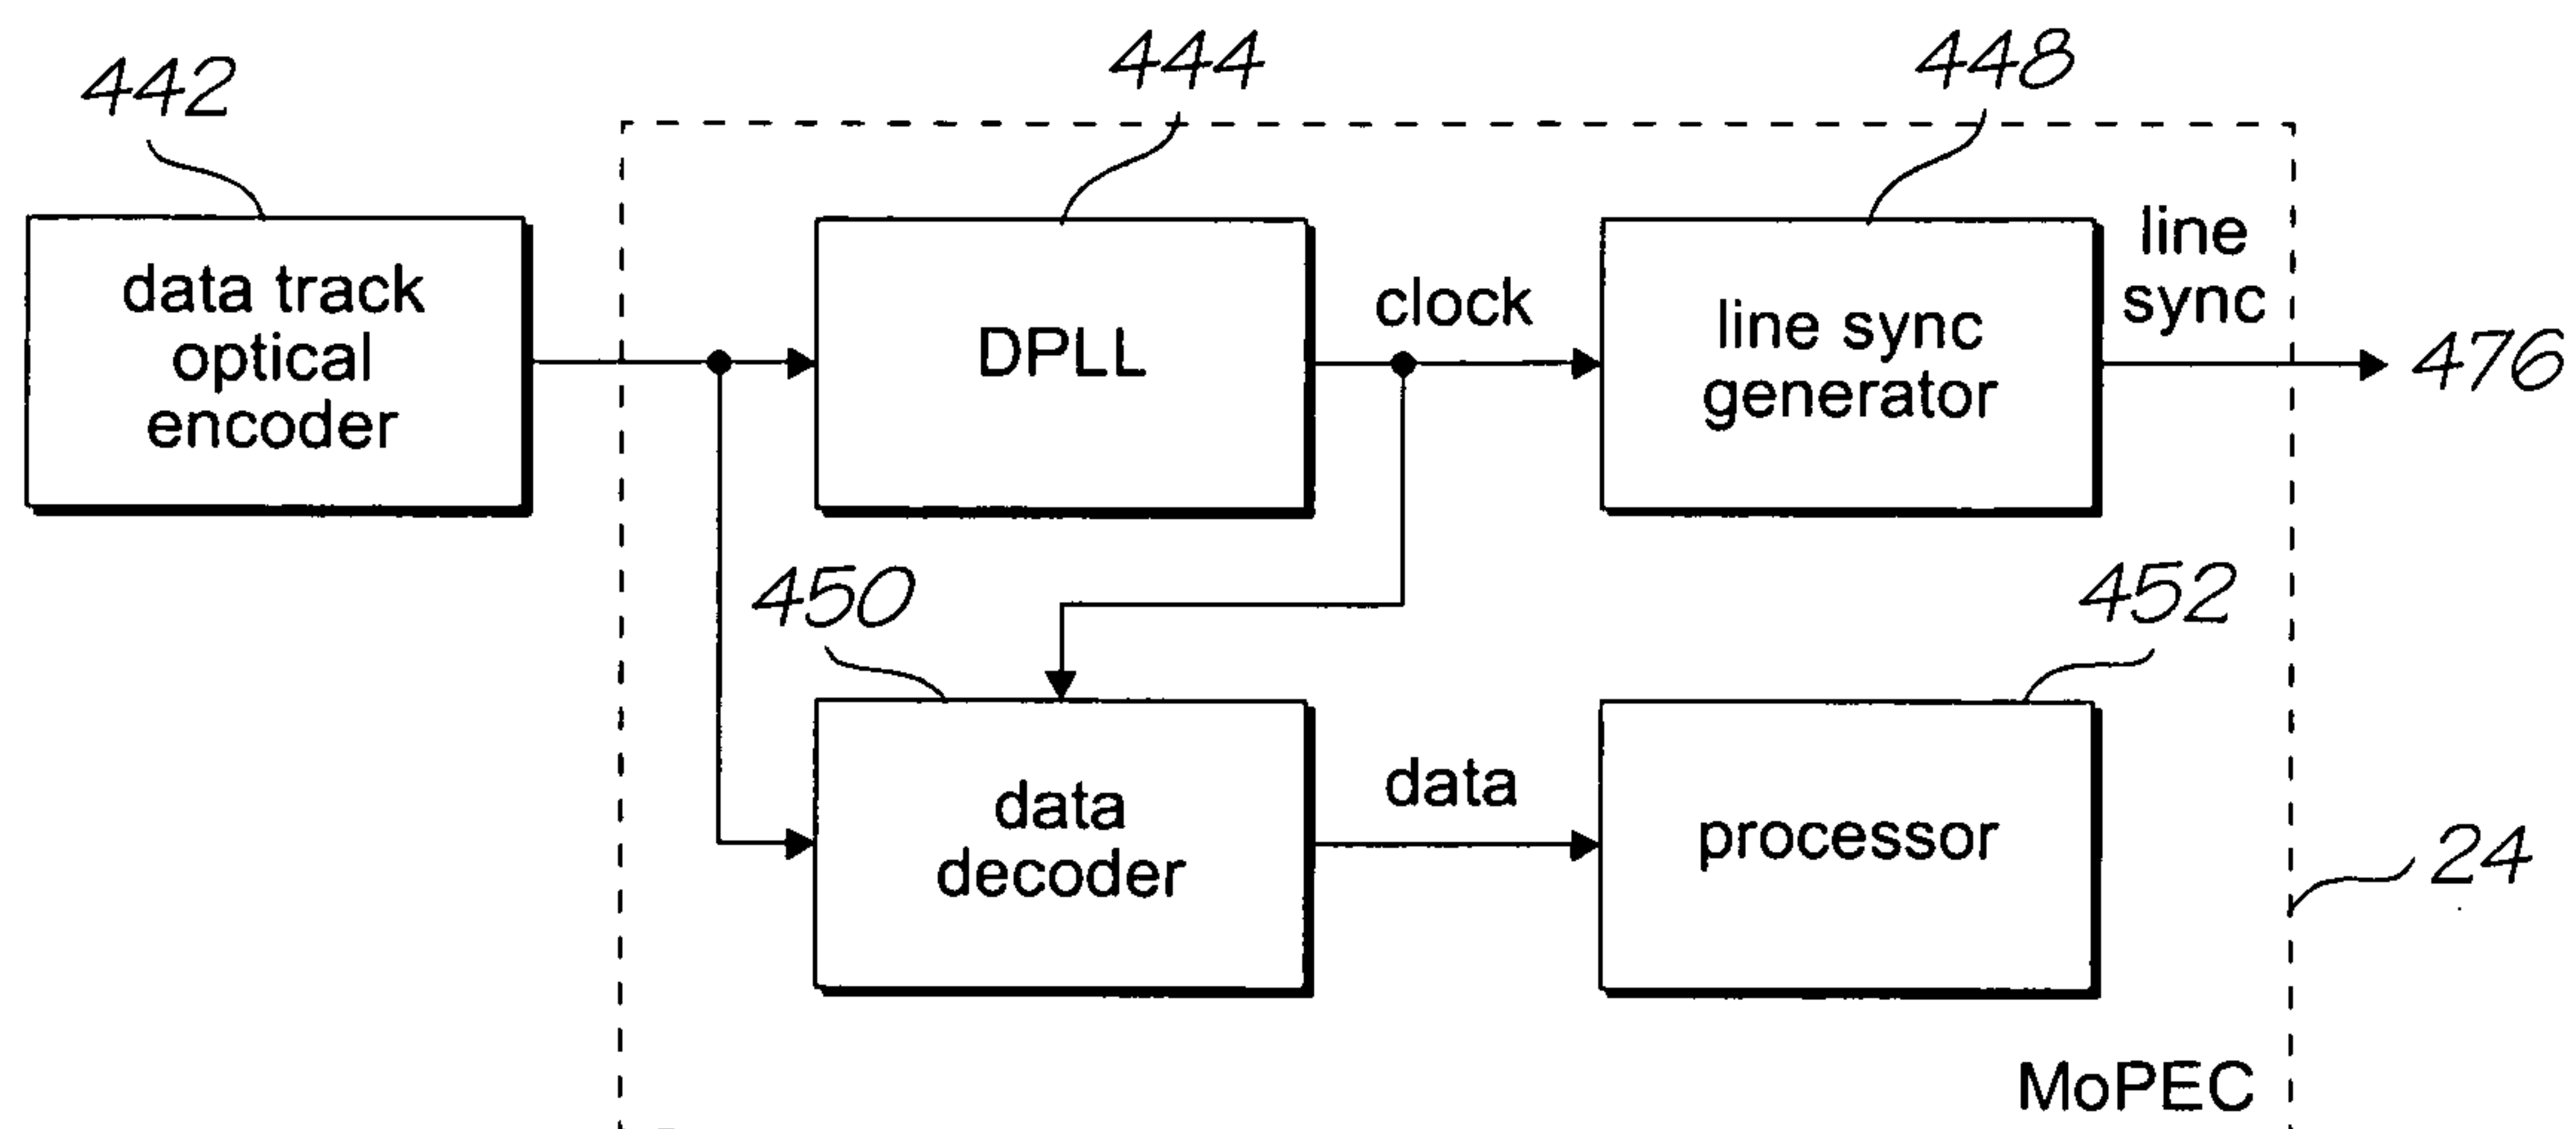 442
444
448
data track
optical
encoder
DPLL
clock
line sync
generator
line
sync
476
450
452
data
decoder
data
processor
24
MoPEC